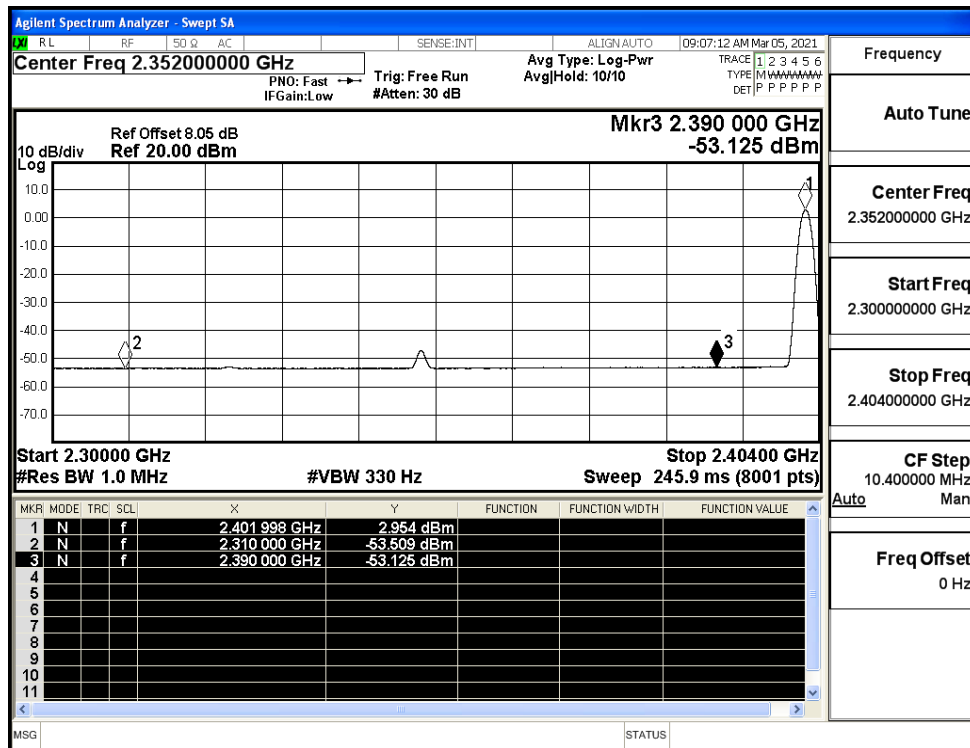 Agilent Spectrum Analyzer - Swept SA
LXI RL RF 50 Ω AC SENSE:INT ALIGNAUTO 09:07:12 AM Mar 05, 2021
Center Freq 2.352000000 GHz
PNO: Fast
IFGain:Low
Trig: Free Run
#Atten: 30 dB
Avg Type: Log-Pwr
Avg|Hold: 10/10
TRACE 1 2 3 4 5 6
TYPE M WWWWW
DET P P P P P P
Ref Offset 8.05 dB
Ref 20.00 dBm
10 dB/div
Log
Mkr3 2.390 000 GHz
-53.125 dBm
10.0
0.00
-10.0
-20.0
-30.0
-40.0
-50.0
-60.0
-70.0
1
2
3
Start 2.30000 GHz
Stop 2.40400 GHz
#Res BW 1.0 MHz
#VBW 330 Hz
Sweep 245.9 ms (8001 pts)
MKR MODE TRC SCL X Y FUNCTION FUNCTION WIDTH FUNCTION VALUE
1 N f 2.401 998 GHz 2.954 dBm
2 N f 2.310 000 GHz -53.509 dBm
3 N f 2.390 000 GHz -53.125 dBm
4
5
6
7
8
9
10
11
MSG
STATUS
Frequency
Auto Tune
Center Freq
2.352000000 GHz
Start Freq
2.300000000 GHz
Stop Freq
2.404000000 GHz
CF Step
10.400000 MHz
Auto Man
Freq Offset
0 Hz